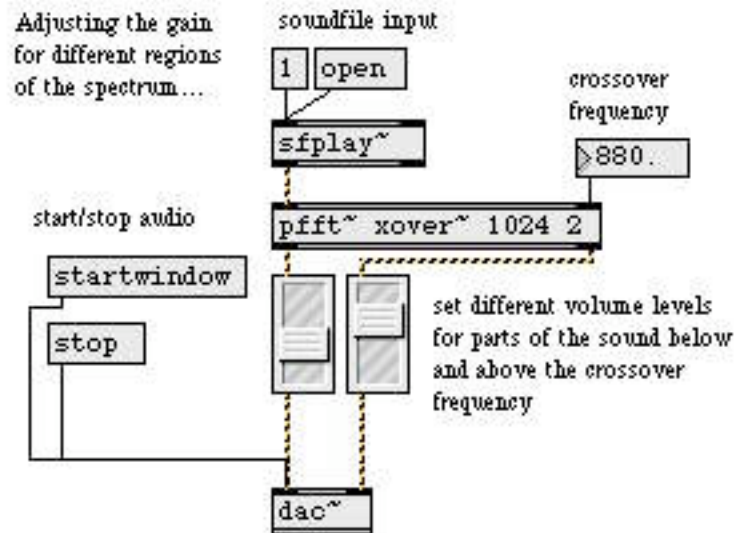 Adjusting the gain
for different regions
of the spectrum...
soundfile input
1
open
crossover
frequency
sfplay~
880.
start/stop audio
pfft~ xover~ 1024 2
startwindow
stop
set different volume levels
for parts of the sound below
and above the crossover
frequency
dac~